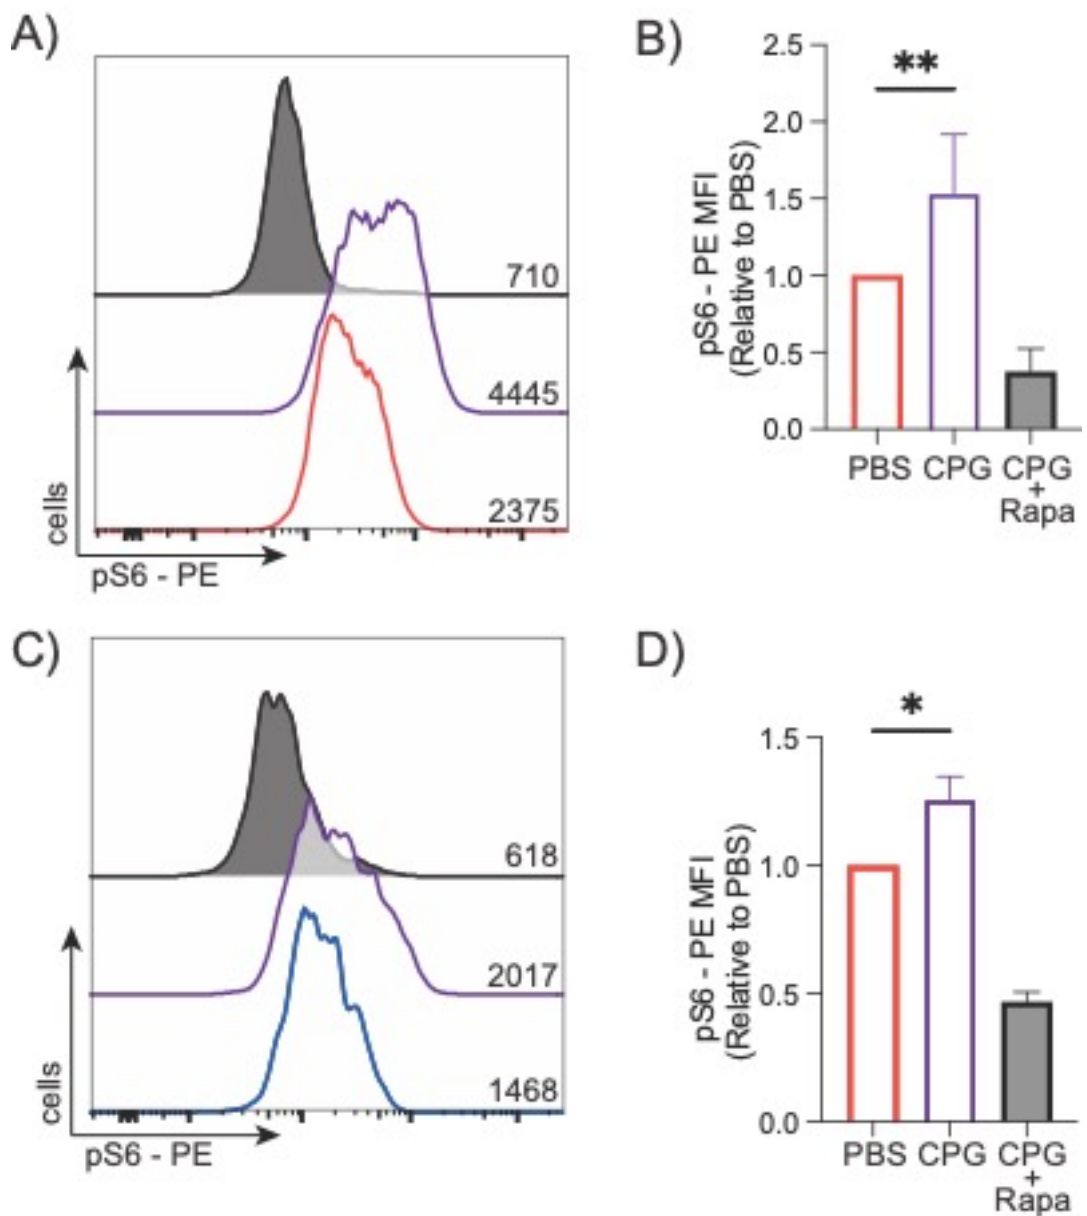 A)
710
4445
2375
cells
pS6 - PE
B)
pS6 - PE MFI
(Relative to PBS)
2.5
2.0
1.5
1.0
0.5
0.0
**
PBS CPG CPG
+
Rapa
C)
618
2017
1468
cells
pS6 - PE
D)
pS6 - PE MFI
(Relative to PBS)
1.5
1.0
0.5
0.0
*
PBS CPG CPG
+
Rapa